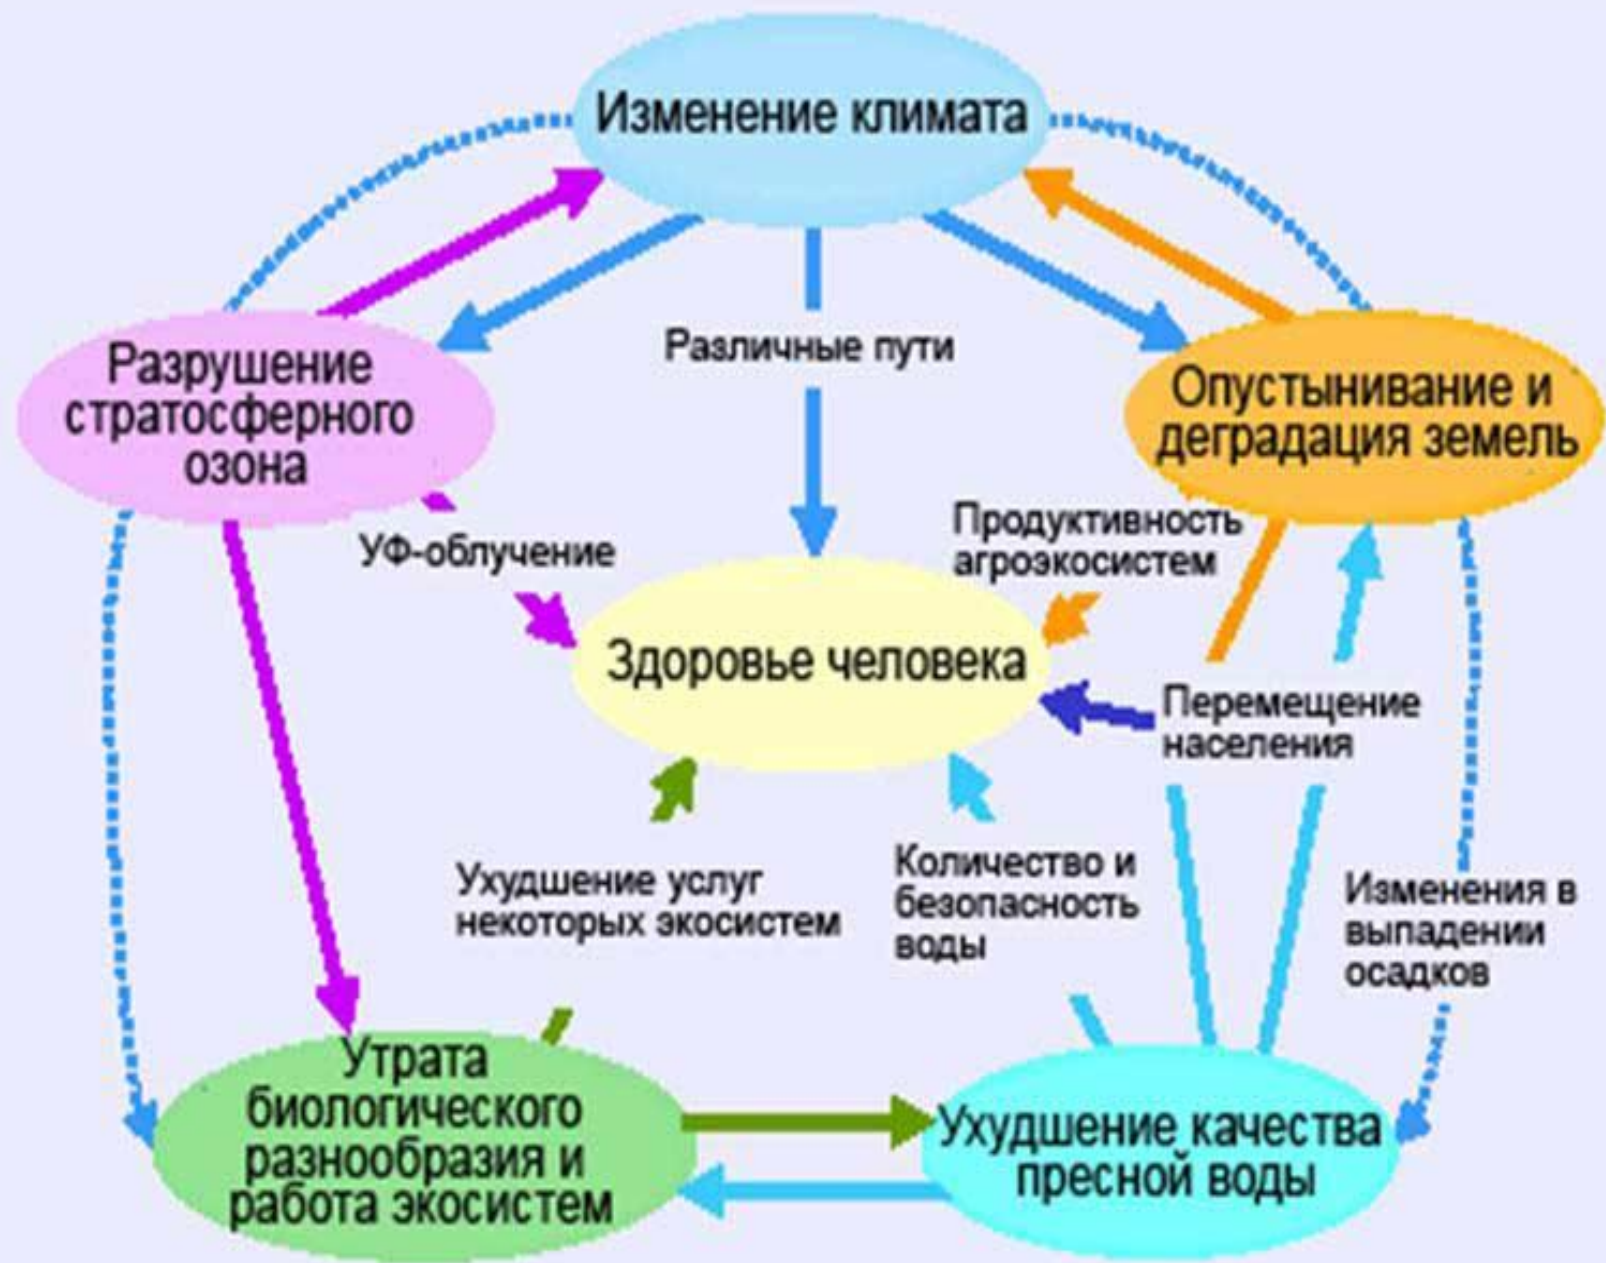 Изменение климата
Различные пути
Разрушение
стратосферного
озона
Опустынивание и
деградация земель
УФ-облучение
Продуктивность
агроэкосистем
Здоровье человека
Перемещение
населения
Ухудшение услуг
некоторых экосистем
Количество и
безопасность
воды
Изменения в
выпадении
осадков
Утрата
биологического
разнообразия и
работа экосистем
Ухудшение качества
пресной воды